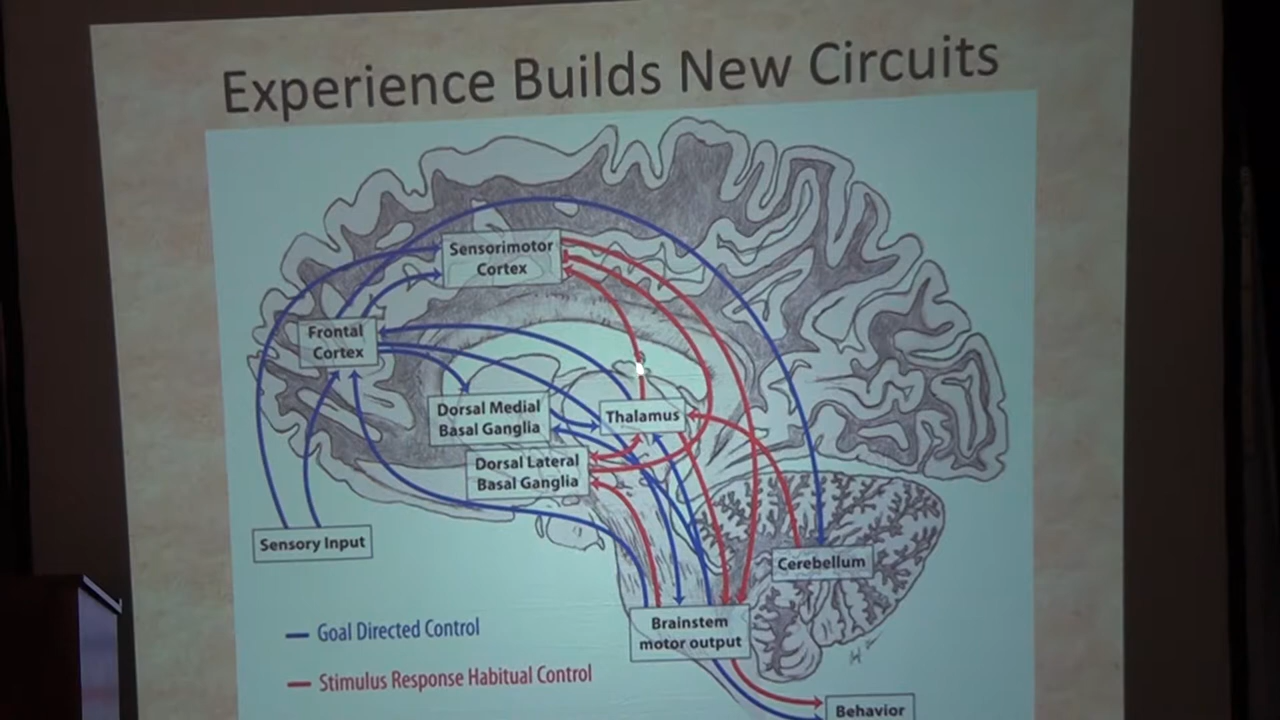 Experience Builds New Circuits
Sensorimotor
Cortex
Frontal
Cortex
Dorsal Medial
Basal Ganglia
Thalamus
Dorsal Lateral
Basal Ganglia
Sensory Input
Cerebellum
Brainstem
motor output
Goal Directed Control
Stimulus Response Habitual Control
Behavior